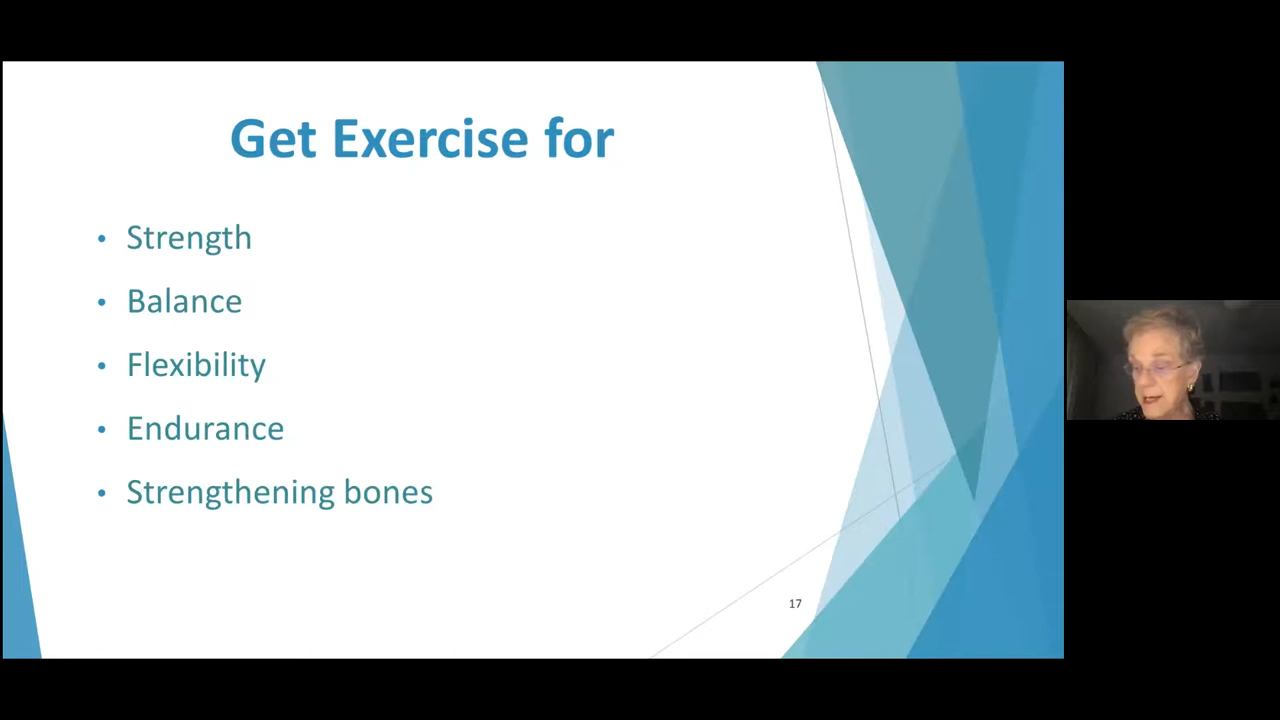 Get Exercise for
• Strength
• Balance
• Flexibility
• Endurance
• Strengthening bones
17